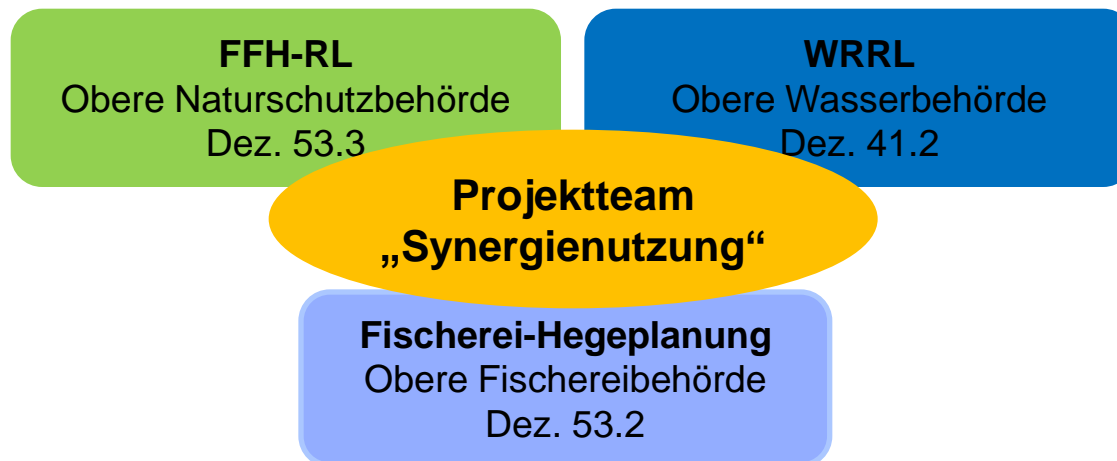 FFH-RL
Obere Naturschutzbehörde
Dez. 53.3
WRRL
Obere Wasserbehörde
Dez. 41.2
Projektteam
„Synergienutzung“
Fischerei-Hegeplanung
Obere Fischereibehörde
Dez. 53.2